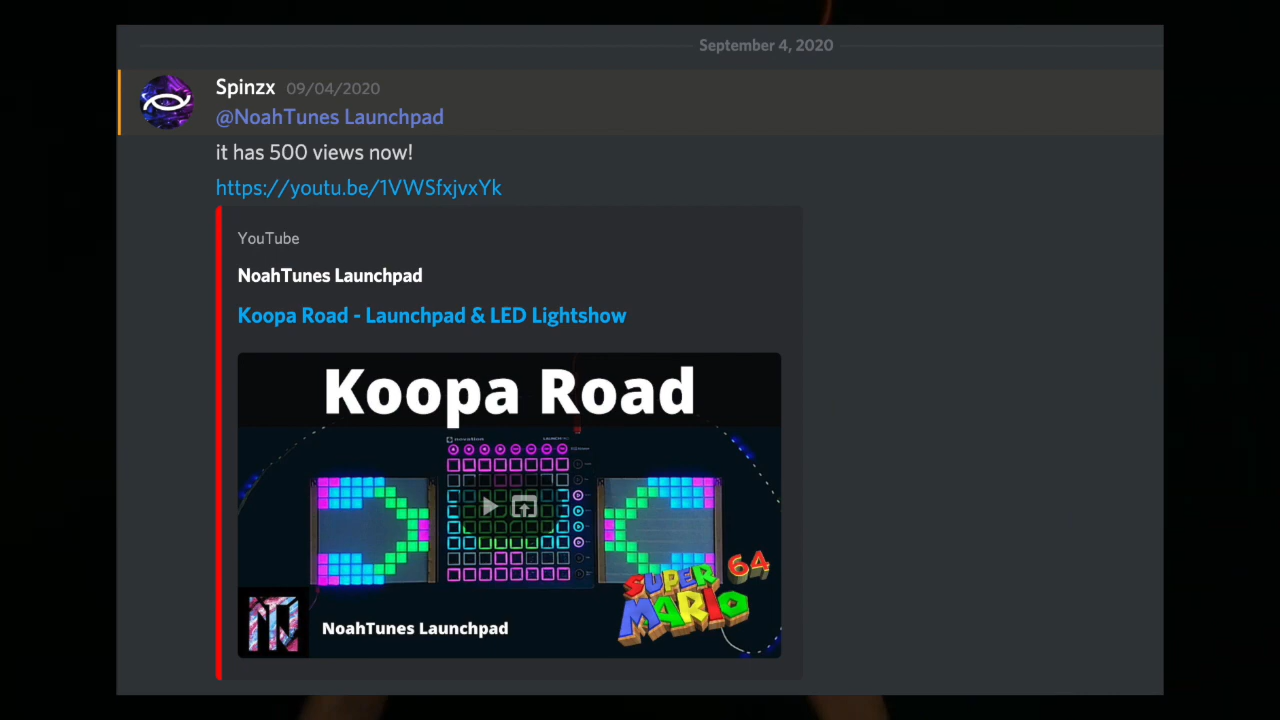 September 4, 2020
Spinzx 09/04/2020
@NoahTunes Launchpad
it has 500 views now!
https://youtu.be/1VWSfxjvxYk
YouTube
NoahTunes Launchpad
Koopa Road - Launchpad & LED Lightshow
Koopa Road
novation
SUPER
MARIO
64
NoahTunes Launchpad